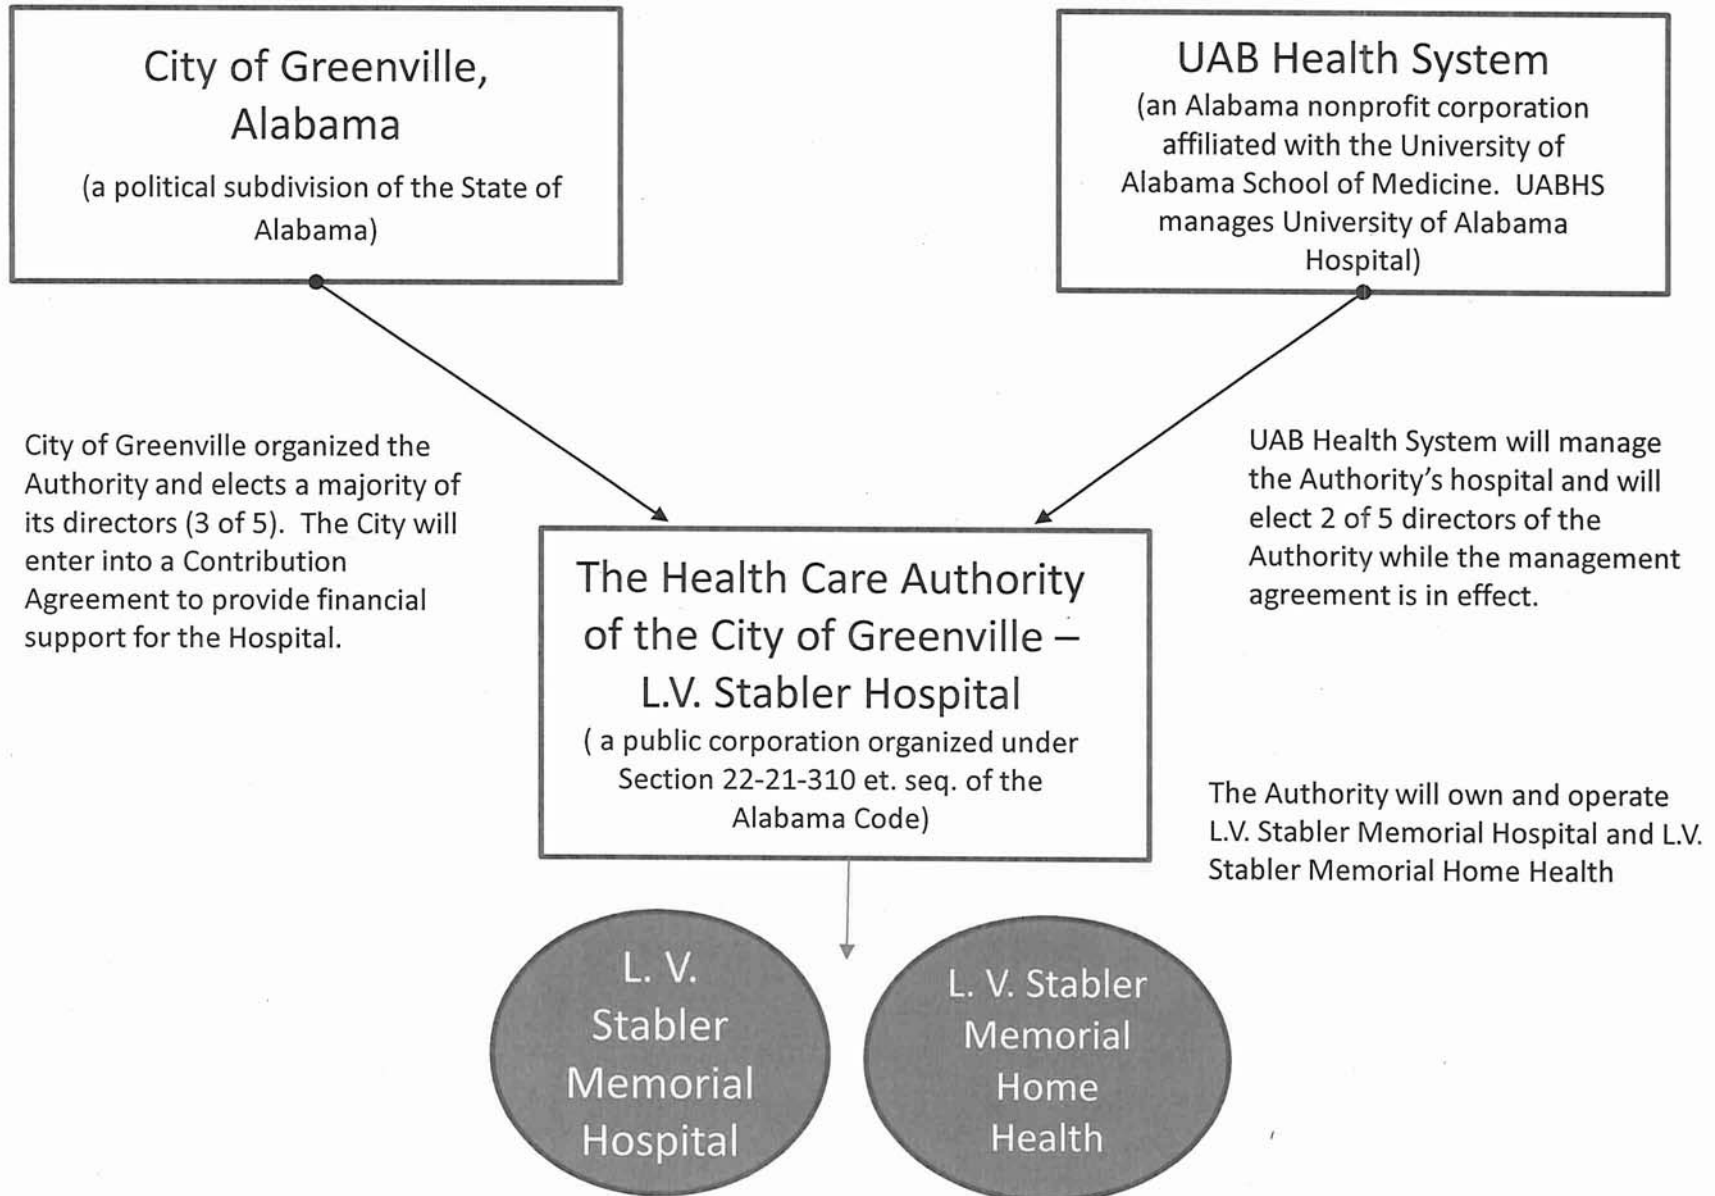 City of Greenville,
Alabama
(a political subdivision of the State of
Alabama)
UAB Health System
(an Alabama nonprofit corporation
affiliated with the University of
Alabama School of Medicine.  UABHS
manages University of Alabama
Hospital)
City of Greenville organized the
Authority and elects a majority of
its directors (3 of 5).  The City will
enter into a Contribution
Agreement to provide financial
support for the Hospital.
UAB Health System will manage
the Authority's hospital and will
elect 2 of 5 directors of the
Authority while the management
agreement is in effect.
The Health Care Authority
of the City of Greenville –
L.V. Stabler Hospital
( a public corporation organized under
Section 22-21-310 et. seq. of the
Alabama Code)
The Authority will own and operate
L.V. Stabler Memorial Hospital and L.V.
Stabler Memorial Home Health
L. V.
Stabler
Memorial
Hospital
L. V. Stabler
Memorial
Home
Health